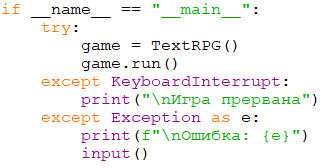 if __name__ == "__main__":
    try:
        game = TextRPG()
        game.run()
    except KeyboardInterrupt:
        print("\nИгра прервана")
    except Exception as e:
        print(f"\nОшибка: {e}")
        input()